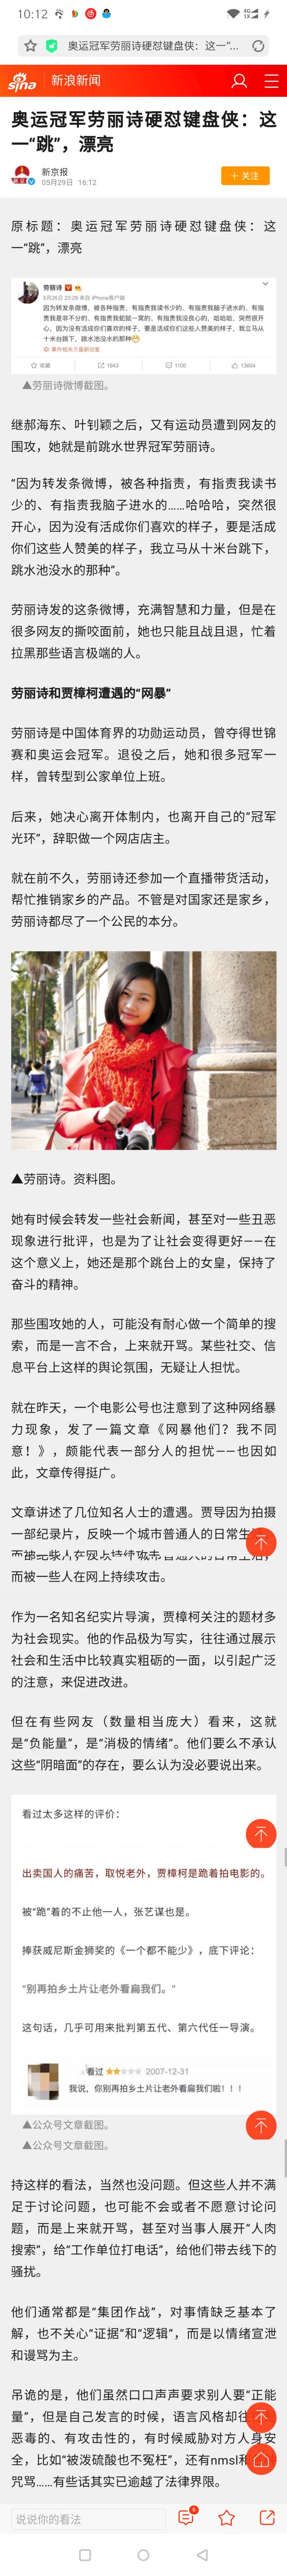 10:12
奥运冠军劳丽诗硬怼键盘侠：这一“...
sina
新浪新闻
奥运冠军劳丽诗硬怼键盘侠：这
一“跳”，漂亮
新京报
05月29日 16:12
＋关注
原标题：奥运冠军劳丽诗硬怼键盘侠：这
一“跳”，漂亮
劳丽诗
5月28日 23:28 来自 iPhone客户端
因为转发条微博，被各种指责，有指责我读书少的、有指责我脑子进水的、有指
责我是非不分的、有指责我蛇鼠一窝的、有指责我没良心的，哈哈哈，突然很开
心，因为没有活成你们喜欢的样子，要是活成你们这些人赞美的样子，我立马从
十米台跳下，跳水池没水的那种
事件相关方最新回复
收藏
1943
1100
13604
▲劳丽诗微博截图。
继郝海东、叶钊颖之后，又有运动员遭到网友的
围攻，她就是前跳水世界冠军劳丽诗。
“因为转发条微博，被各种指责，有指责我读书
少的、有指责我脑子进水的……哈哈哈，突然很
开心，因为没有活成你们喜欢的样子，要是活成
你们这些人赞美的样子，我立马从十米台跳下，
跳水池没水的那种”。
劳丽诗发的这条微博，充满智慧和力量，但是在
很多网友的撕咬面前，她也只能且战且退，忙着
拉黑那些语言极端的人。
劳丽诗和贾樟柯遭遇的“网暴”
劳丽诗是中国体育界的功勋运动员，曾夺得世锦
赛和奥运会冠军。退役之后，她和很多冠军一
样，曾转型到公家单位上班。
后来，她决心离开体制内，也离开自己的“冠军
光环”，辞职做一个网店店主。
就在前不久，劳丽诗还参加一个直播带货活动，
帮忙推销家乡的产品。不管是对国家还是家乡，
劳丽诗都尽了一个公民的本分。
▲劳丽诗。资料图。
她有时候会转发一些社会新闻，甚至对一些丑恶
现象进行批评，也是为了让社会变得更好——在
这个意义上，她还是那个跳台上的女皇，保持了
奋斗的精神。
那些围攻她的人，可能没有耐心做一个简单的搜
索，而是一言不合，上来就开骂。某些社交、信
息平台上这样的舆论氛围，无疑让人担忧。
就在昨天，一个电影公号也注意到了这种网络暴
力现象，发了一篇文章《网暴他们？我不同
意！》，颇能代表一部分人的担忧——也因如
此，文章传得挺广。
文章讲述了几位知名人士的遭遇。贾导因为拍摄
一部纪录片，反映一个城市普通人的日常生活，
而被一些人在网上持续攻击。
作为一名知名纪实片导演，贾樟柯关注的题材多
为社会现实。他的作品极为写实，往往通过展示
社会和生活中比较真实粗砺的一面，以引起广泛
的注意，来促进改进。
但在有些网友（数量相当庞大）看来，这就
是“负能量”，是“消极的情绪”。他们要么不承认
这些“阴暗面”的存在，要么认为没必要说出来。
看过太多这样的评价：
出卖国人的痛苦，取悦老外，贾樟柯是跪着拍电影的。
被“跪”着的不止他一人，张艺谋也是。
捧获威尼斯金狮奖的《一个都不能少》，底下评论：
“别再拍乡土片让老外看扁我们。”
这句话，几乎可用来批判第五代、第六代任一导演。
看过 ★★☆☆☆ 2007-12-31
我说，你别再拍乡土片让老外看扁我们啦！！！
▲公众号文章截图。
▲公众号文章截图。
持这样的看法，当然也没问题。但这些人并不满
足于讨论问题，也可能不会或者不愿意讨论问
题，而是上来就开骂，甚至对当事人展开“人肉
搜索”，给“工作单位打电话”，给他们带去线下的
骚扰。
他们通常都是“集团作战”，对事情缺乏基本了
解，也不关心“证据”和“逻辑”，而是以情绪宣泄
和谩骂为主。
吊诡的是，他们虽然口口声声要求别人要“正能
量”，但是自己发言的时候，语言风格却往
恶毒的、有攻击性的，有时候威胁对方人身安
全，比如“被泼硫酸也不冤枉”，还有nmsl和
咒骂……有些话其实已逾越了法律界限。
说说你的看法